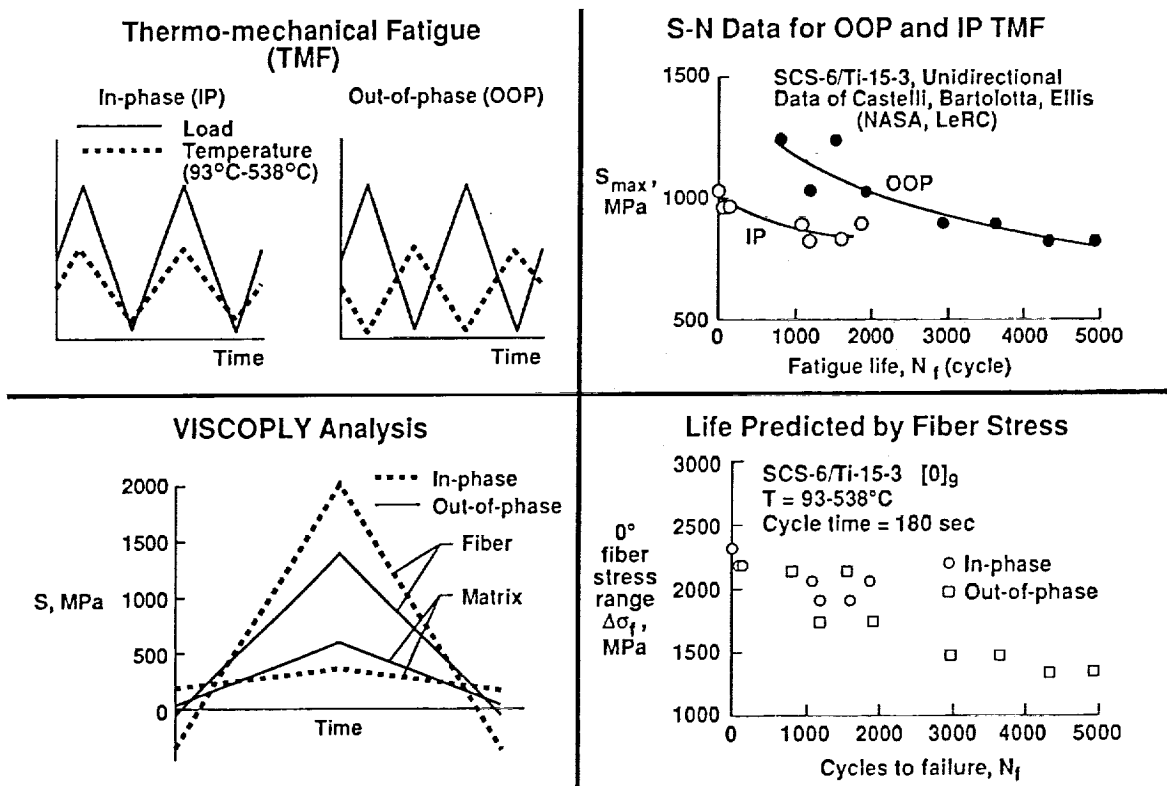 Thermo-mechanical Fatigue
(TMF)
In-phase (IP)
Out-of-phase (OOP)
Load
Temperature
(93°C-538°C)
Time
Time
S-N Data for OOP and IP TMF
1500
1000
500
S max ,
MPa
SCS-6/Ti-15-3, Unidirectional
Data of Castelli, Bartolotta, Ellis
(NASA, LeRC)
OOP
IP
0 1000 2000 3000 4000 5000
Fatigue life, N f (cycle)
VISCOPLY Analysis
2000
1500
1000
500
0
S, MPa
In-phase
Out-of-phase
Fiber
Matrix
Time
Life Predicted by Fiber Stress
3000
2500
2000
1500
1000
0°
fiber
stress
range
Δσf ,
MPa
SCS-6/Ti-15-3 [0]9
T = 93-538°C
Cycle time = 180 sec
In-phase
Out-of-phase
0 1000 2000 3000 4000 5000
Cycles to failure, Nf